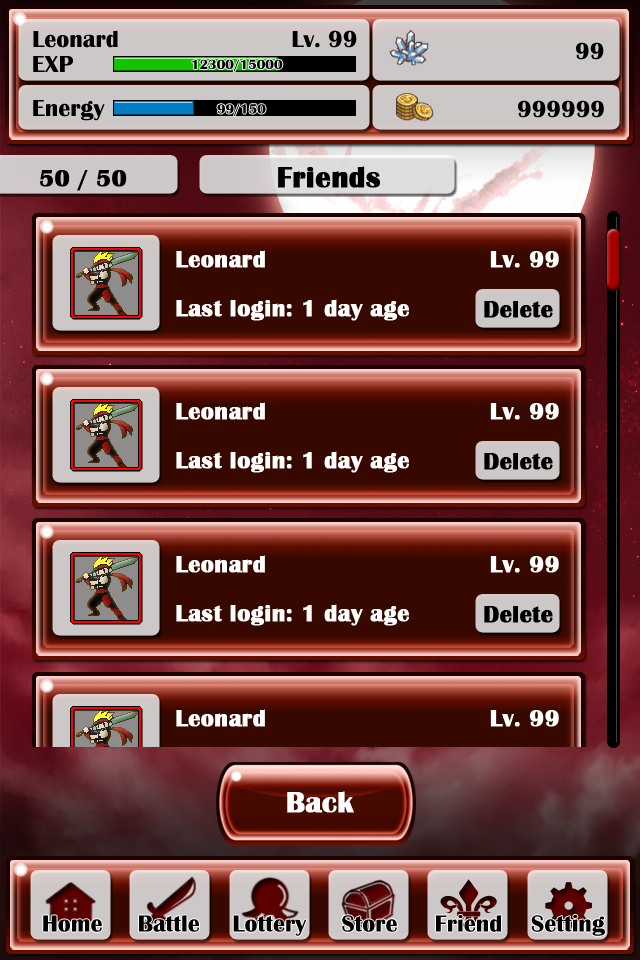 Leonard Lv. 99
EXP 12300/15000
99
Energy 99/150
999999
50 / 50
Friends
Leonard Lv. 99
Last login: 1 day age Delete
Leonard Lv. 99
Last login: 1 day age Delete
Leonard Lv. 99
Last login: 1 day age Delete
Leonard Lv. 99
Back
Home Battle Lottery Store Friend Setting